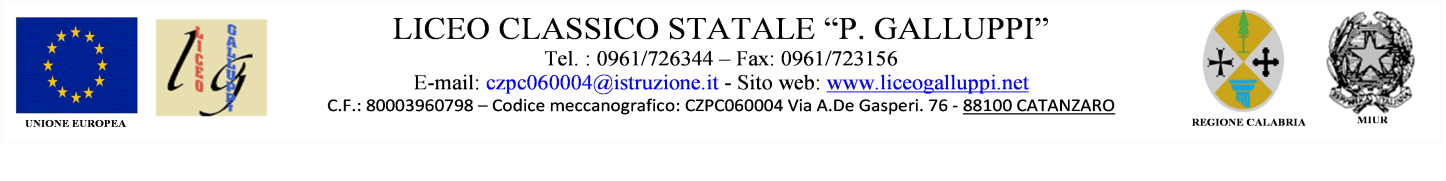 LICEO CLASSICO STATALE “P. GALLUPPI”
Tel. : 0961/726344 – Fax: 0961/723156
E-mail: czpc060004@istruzione.it - Sito web: www.liceogalluppi.net
C.F.: 80003960798 – Codice meccanografico: CZPC060004 Via A.De Gasperi. 76 - 88100 CATANZARO
LICEO
GALLUPPI
lg
UNIONE EUROPEA
REGIONE CALABRIA
MIUR